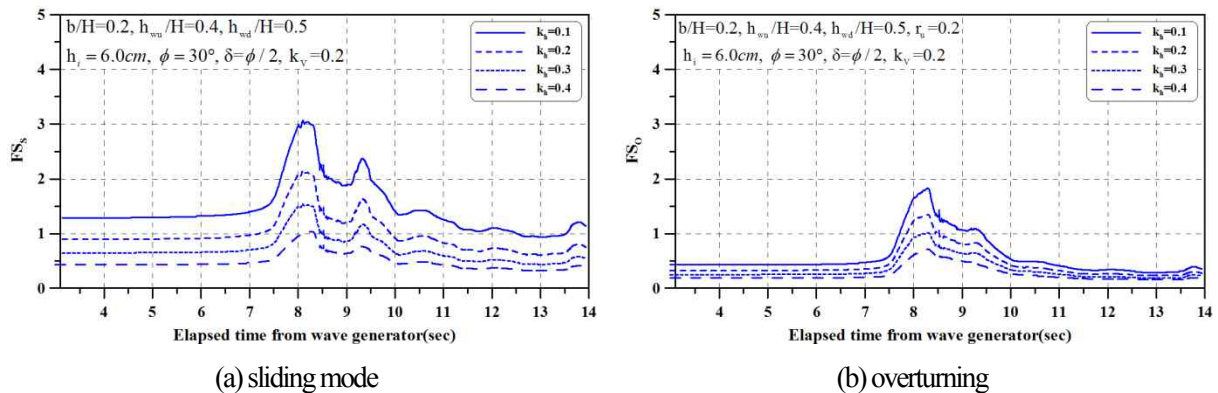 b/H=0.2, h_wu/H=0.4, h_wd/H=0.5
h_i=6.0cm, ϕ=30°, δ=ϕ/2, k_V=0.2
k_h=0.1
k_h=0.2
k_h=0.3
k_h=0.4
5
4
3
2
1
0
FS_S
4 5 6 7 8 9 10 11 12 13 14
Elapsed time from wave generator(sec)
(a) sliding mode
b/H=0.2, h_wu/H=0.4, h_wd/H=0.5, r_u=0.2
h_i=6.0cm, ϕ=30°, δ=ϕ/2, k_V=0.2
k_h=0.1
k_h=0.2
k_h=0.3
k_h=0.4
5
4
3
2
1
0
FS_O
4 5 6 7 8 9 10 11 12 13 14
Elapsed time from wave generator(sec)
(b) overturning